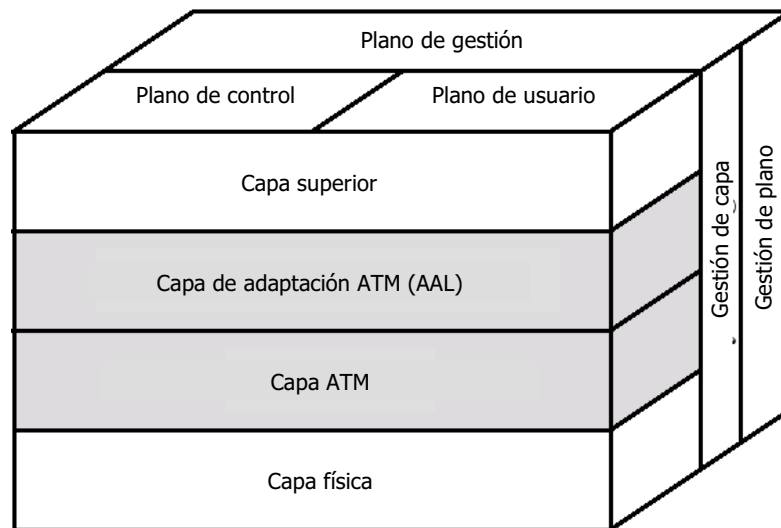 Plano de gestión
Plano de control
Plano de usuario
Capa superior
Capa de adaptación ATM (AAL)
Capa ATM
Capa física
Gestión de capa
Gestión de plano